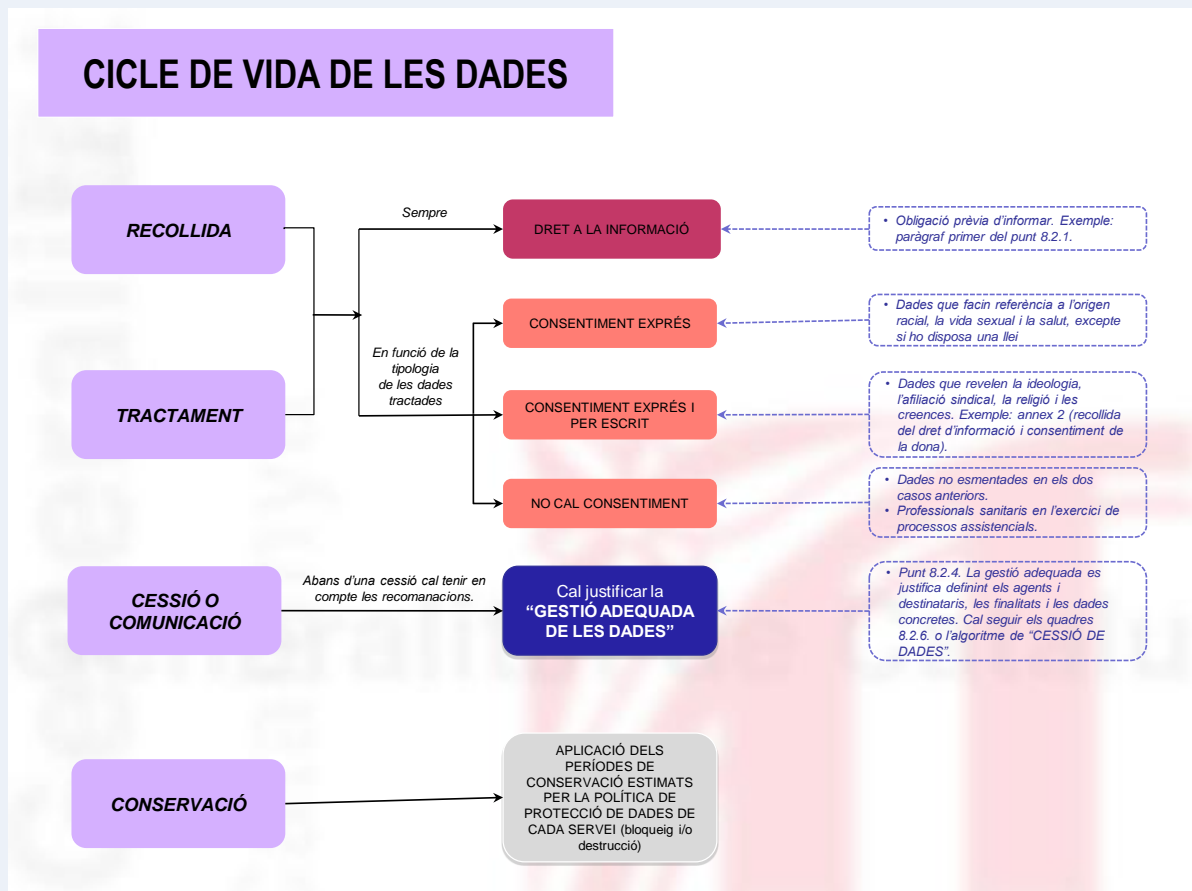 CICLE DE VIDA DE LES DADES
RECOLLIDA
Sempre
DRET A LA INFORMACIÓ
• Obligació prèvia d'informar. Exemple:
paràgraf primer del punt 8.2.1.
CONSENTIMENT EXPRÉS
• Dades que facin referència a l'origen
racial, la vida sexual i la salut, excepte
si ho disposa una llei
En funció de la
tipologia
de les dades
tractades
TRACTAMENT
CONSENTIMENT EXPRÉS I
PER ESCRIT
• Dades que revelen la ideologia,
l'afiliació sindical, la religió i les
creences. Exemple: annex 2 (recollida
del dret d'informació i consentiment de
la dona).
NO CAL CONSENTIMENT
• Dades no esmentades en els dos
casos anteriors.
• Professionals sanitaris en l'exercici de
processos assistencials.
CESSIÓ O
COMUNICACIÓ
Abans d'una cessió cal tenir en
compte les recomanacions.
Cal justificar la
"GESTIÓ ADEQUADA
DE LES DADES"
• Punt 8.2.4. La gestió adequada es
justifica definint els agents i
destinataris, les finalitats i les dades
concretes. Cal seguir els quadres
8.2.6. o l'algoritme de "CESSIÓ DE
DADES".
CONSERVACIÓ
APLICACIÓ DELS
PERÍODES DE
CONSERVACIÓ ESTIMATS
PER LA POLÍTICA DE
PROTECCIÓ DE DADES DE
CADA SERVEI (bloqueig i/o
destrucció)